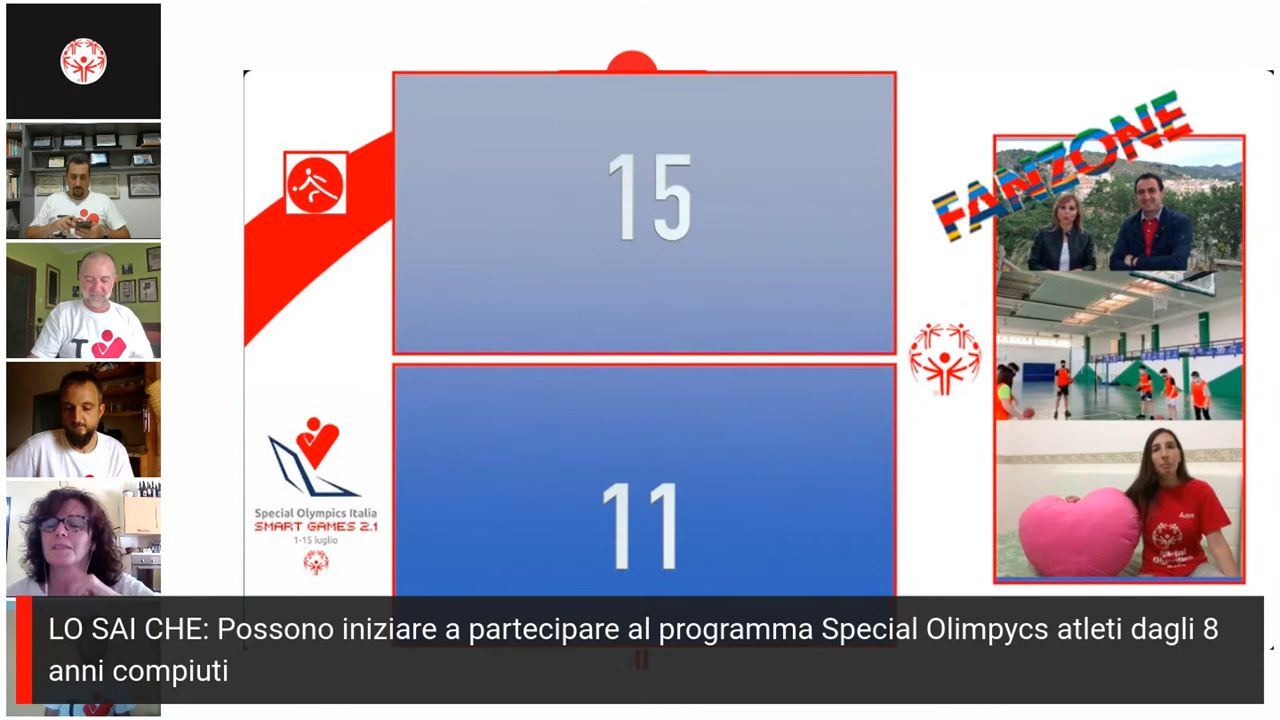 15
FANZONE
Special Olympics Italia
SMART GAMES 2.1
1-15 luglio
11
LO SAI CHE: Possono iniziare a partecipare al programma Special Olimpycs atleti dagli 8
anni compiuti